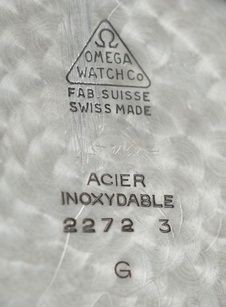 Ω
OMEGA
WATCH Co
FAB. SUISSE
SWISS MADE
ACIER
INOXYDABLE
2272 3
G